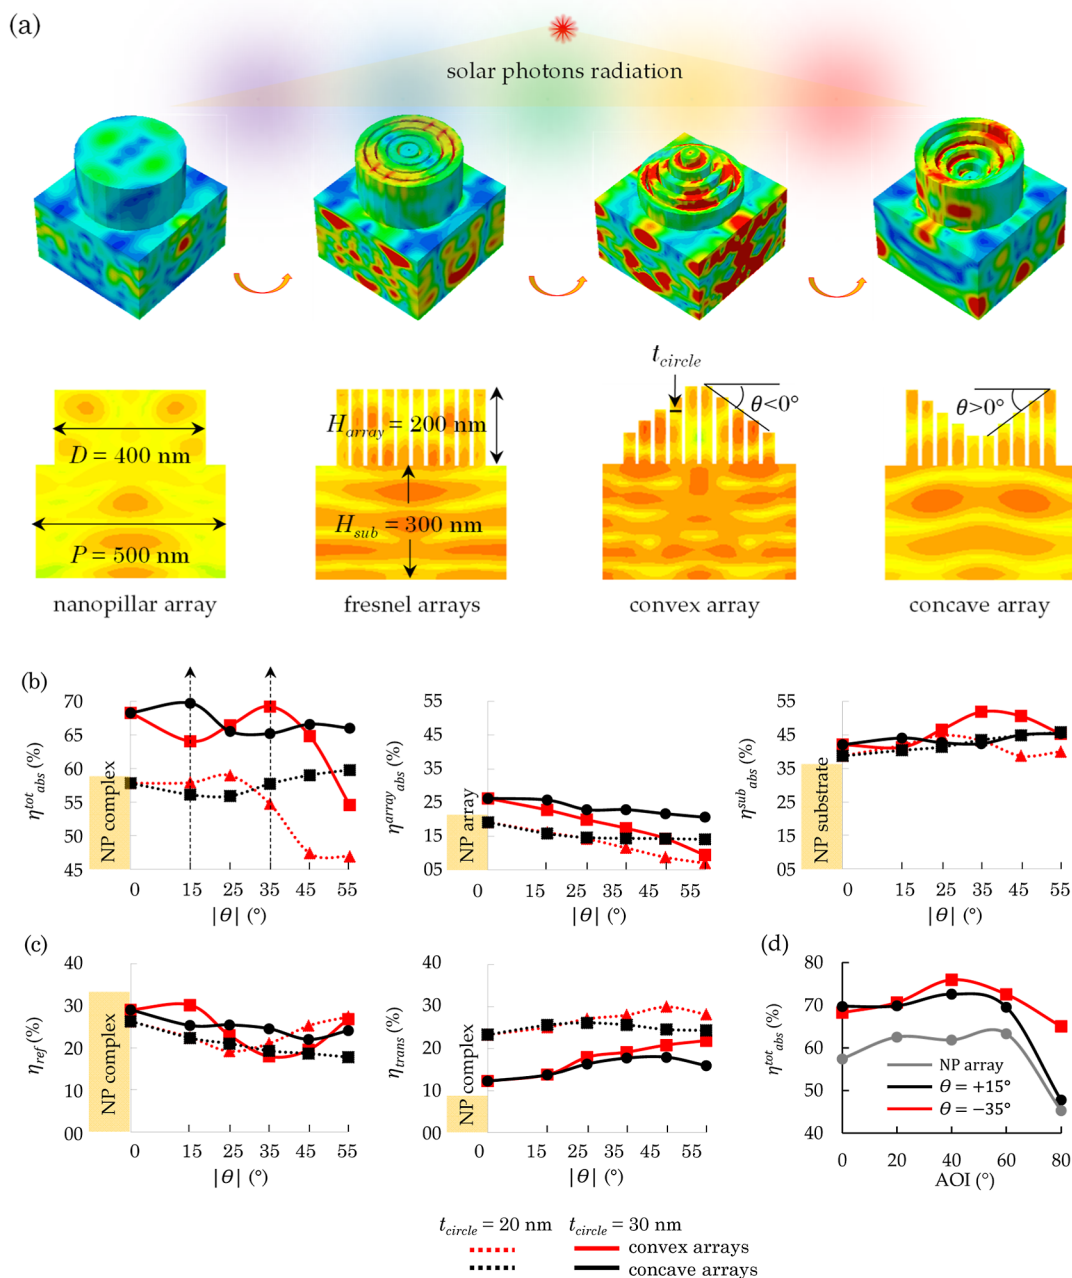 (a)
solar photons radiation
t_circle
H_array = 200 nm
θ<0°
θ>0°
D = 400 nm
H_sub = 300 nm
P = 500 nm
nanopillar array
fresnel arrays
convex array
concave array
(b)
70
65
60
55
50
45
η^tot_abs (%)
NP complex
0 15 25 35 45 55
|θ| (°)
55
45
35
25
15
05
η^array_abs (%)
NP array
0 15 25 35 45 55
|θ| (°)
55
45
35
25
15
05
η^sub_abs (%)
NP substrate
0 15 25 35 45 55
|θ| (°)
(c)
40
30
20
10
00
η_ref (%)
NP complex
0 15 25 35 45 55
|θ| (°)
40
30
20
10
00
η_trans (%)
NP complex
0 15 25 35 45 55
|θ| (°)
(d)
80
70
60
50
40
η^tot_abs (%)
NP array
θ = +15°
θ = −35°
0 20 40 60 80
AOI (°)
t_circle = 20 nm t_circle = 30 nm
convex arrays
concave arrays